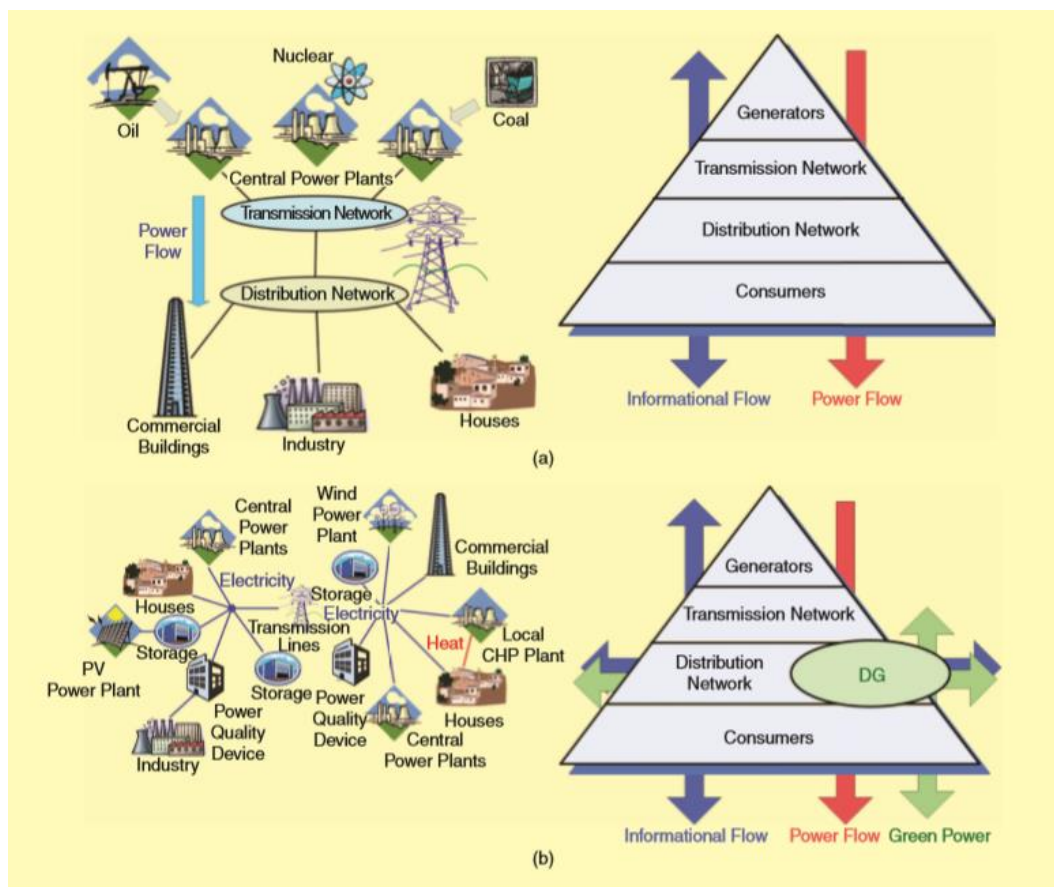 Nuclear
Oil
Coal
Central Power Plants
Transmission Network
Power
Flow
Distribution Network
Commercial
Buildings
Industry
Houses
Generators
Transmission Network
Distribution Network
Consumers
Informational Flow
Power Flow
(a)
Central
Power
Plants
Wind
Power
Plant
Commercial
Buildings
Electricity
Storage
Electricity
Houses
Transmission
Lines
Storage
Heat
Local
CHP Plant
PV
Power Plant
Storage
Power
Quality
Device
Power
Quality
Device
Houses
Central
Power Plants
Industry
Generators
Transmission Network
Distribution
Network
DG
Consumers
Informational Flow
Power Flow
Green Power
(b)